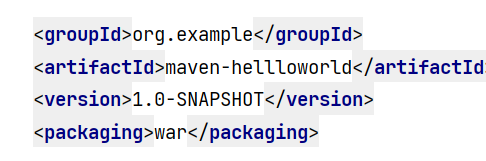 <groupId>org.example</groupId>
<artifactId>maven-hellloworld</artifactId
<version>1.0-SNAPSHOT</version>
<packaging>war</packaging>